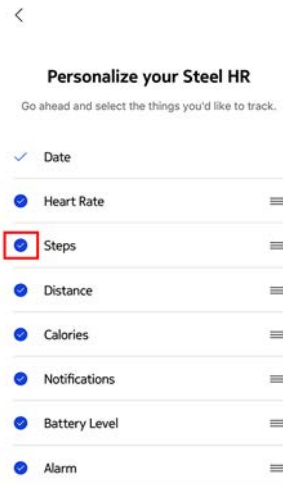 Personalize your Steel HR
Go ahead and select the things you'd like to track.
Date
Heart Rate
Steps
Distance
Calories
Notifications
Battery Level
Alarm